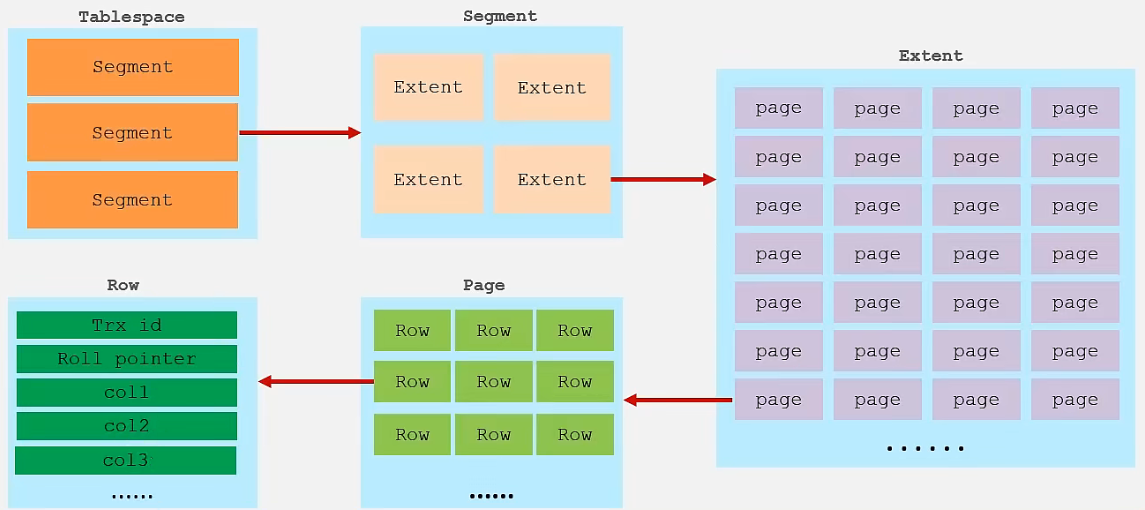 Tablespace
Segment
Segment
Segment
Segment
Extent Extent
Extent Extent
Extent
page page page page
page page page page
page page page page
page page page page
page page page page
page page page page
page page page page
......
Page
Row Row Row
Row Row Row
Row Row Row
......
Row
Trx id
Roll pointer
col1
col2
col3
......